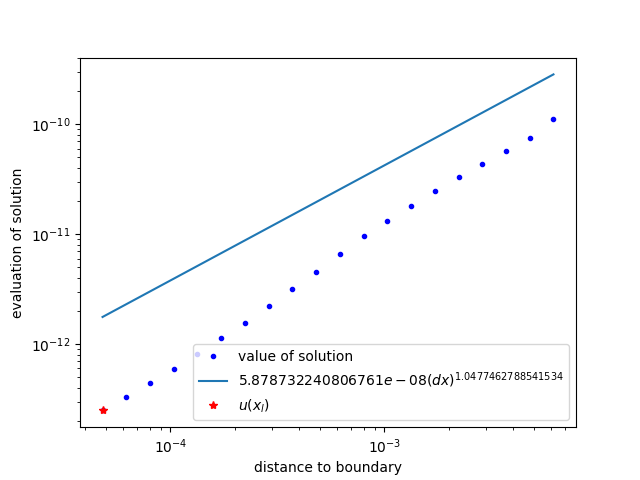 evaluation of solution
10⁻¹⁰
10⁻¹¹
10⁻¹²
value of solution
5.878732240806761e − 08(dx)^1.0477462788541534
u(x_l)
10⁻⁴ 10⁻³
distance to boundary